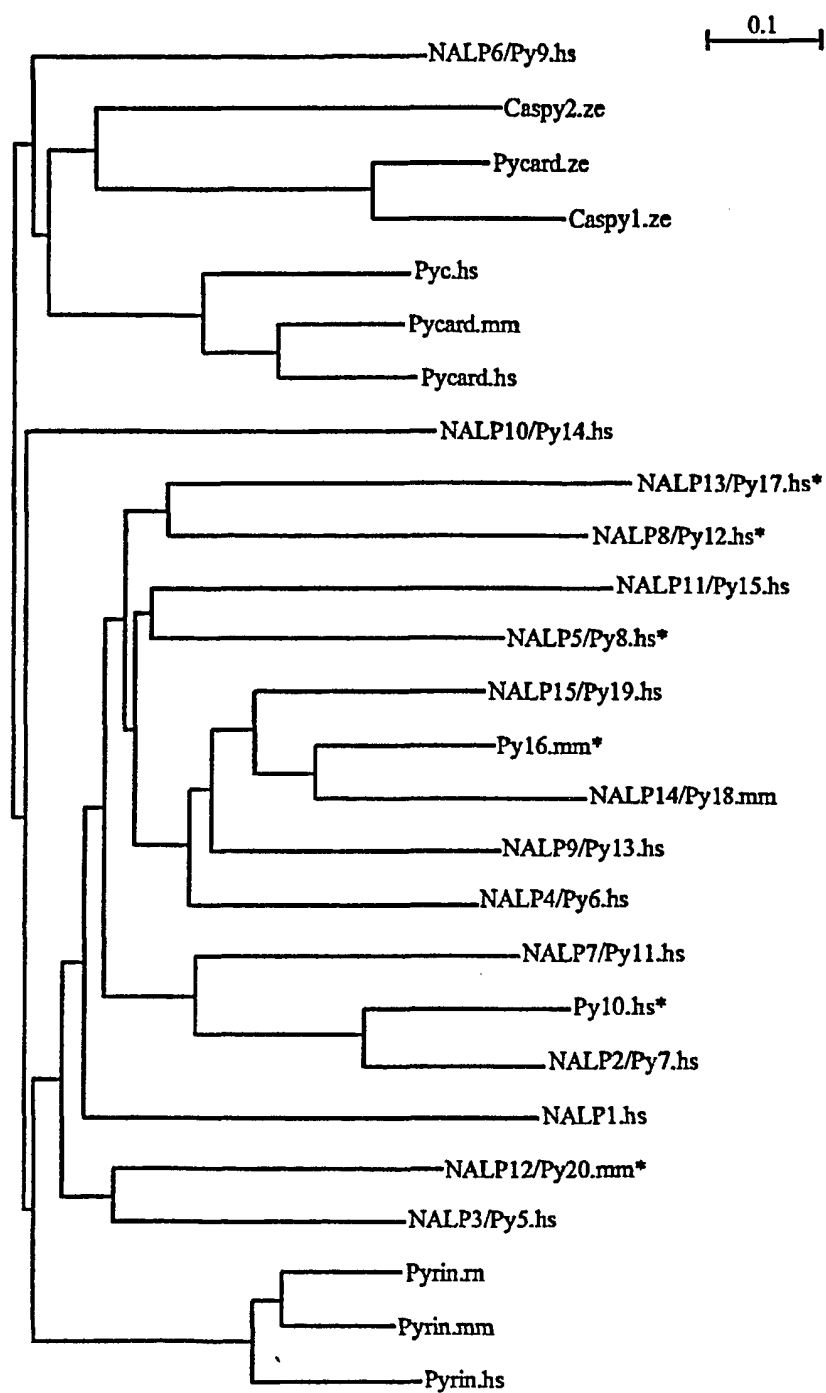 0.1
NALP6/Py9.hs
Caspy2.ze
Pycard.ze
Caspy1.ze
Pyc.hs
Pycard.mm
Pycard.hs
NALP10/Py14.hs
NALP13/Py17.hs*
NALP8/Py12.hs*
NALP11/Py15.hs
NALP5/Py8.hs*
NALP15/Py19.hs
Py16.mm*
NALP14/Py18.mm
NALP9/Py13.hs
NALP4/Py6.hs
NALP7/Py11.hs
Py10.hs*
NALP2/Py7.hs
NALP1.hs
NALP12/Py20.mm*
NALP3/Py5.hs
Pyrin.rn
Pyrin.mm
Pyrin.hs